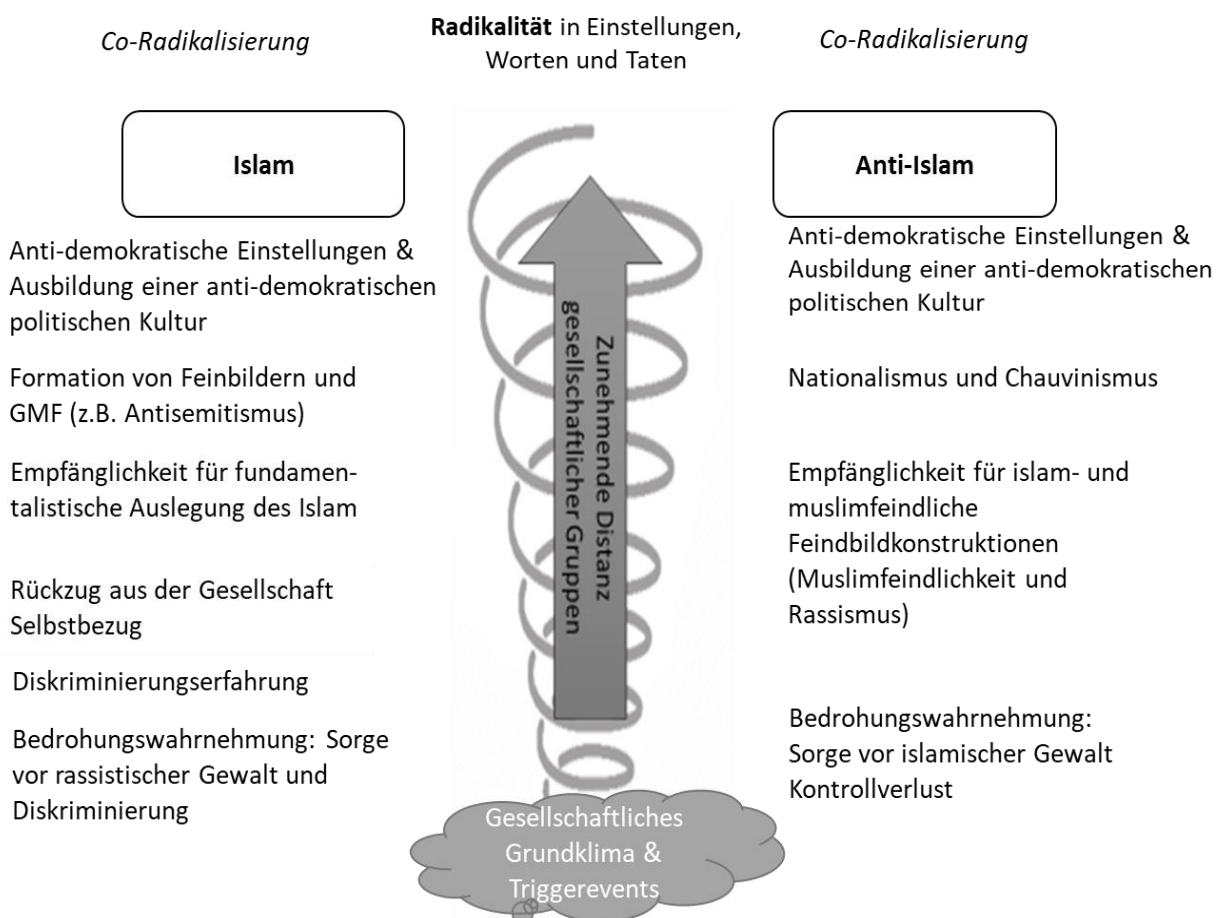 Co-Radikalisierung
Radikalität in Einstellungen,
Worten und Taten
Co-Radikalisierung
Islam
Anti-demokratische Einstellungen &
Ausbildung einer anti-demokratischen
politischen Kultur
Formation von Feinbildern und
GMF (z.B. Antisemitismus)
Empfänglichkeit für fundamen-
talistische Auslegung des Islam
Rückzug aus der Gesellschaft
Selbstbezug
Diskriminierungserfahrung
Bedrohungswahrnehmung: Sorge
vor rassistischer Gewalt und
Diskriminierung
Zunehmende Distanz
gesellschaftlicher Gruppen
Gesellschaftliches
Grundklima &
Triggerevents
Anti-Islam
Anti-demokratische Einstellungen &
Ausbildung einer anti-demokratischen
politischen Kultur
Nationalismus und Chauvinismus
Empfänglichkeit für islam- und
muslimfeindliche
Feindbildkonstruktionen
(Muslimfeindlichkeit und
Rassismus)
Bedrohungswahrnehmung:
Sorge vor islamischer Gewalt
Kontrollverlust